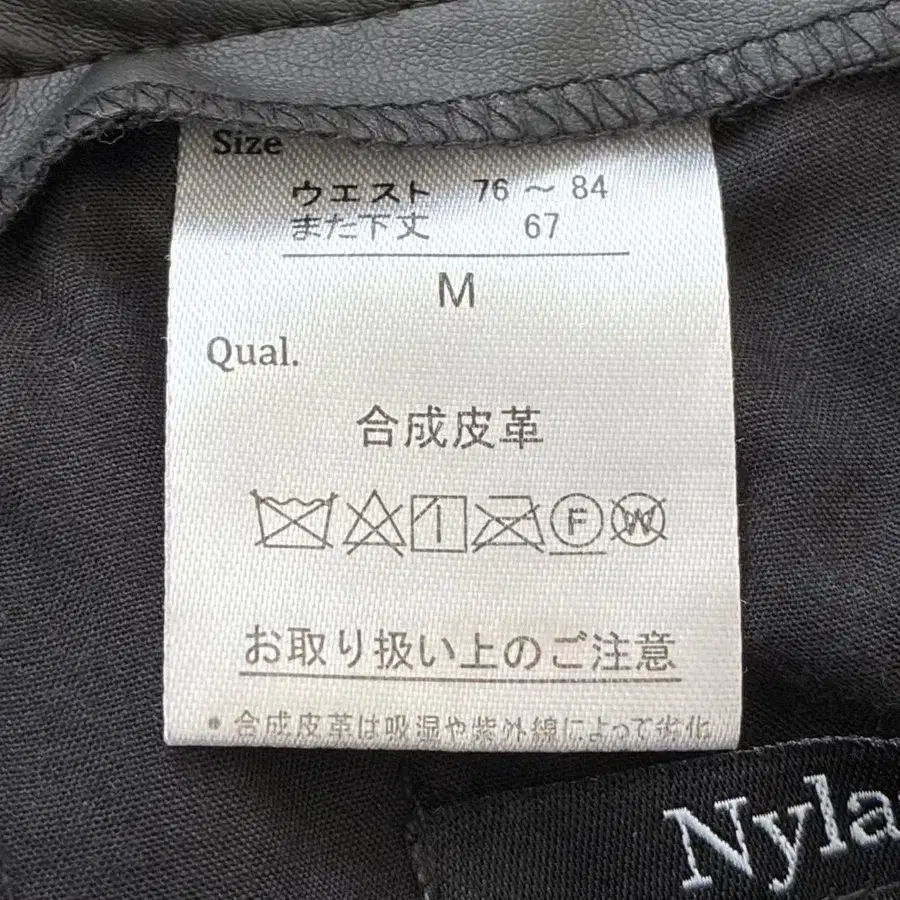 Size
ウエスト 76 ~ 84
また下丈 67
M
Qual.
合成皮革
F W
お取り扱い上のご注意
・合成皮革は吸湿や紫外線によって劣化
Nyla